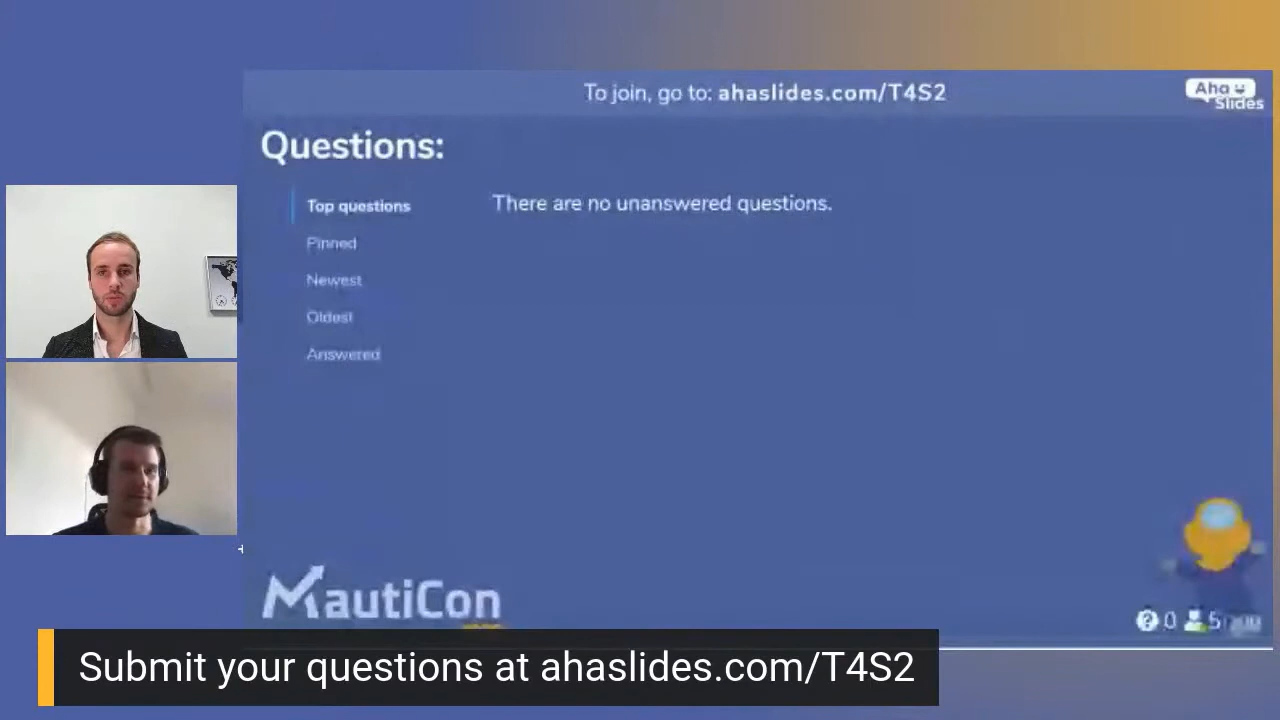 To join, go to: ahaslides.com/T4S2
Aha
Slides
Questions:
Top questions
There are no unanswered questions.
Pinned
Newest
Oldest
Answered
MautiCon
0 5
Submit your questions at ahaslides.com/T4S2